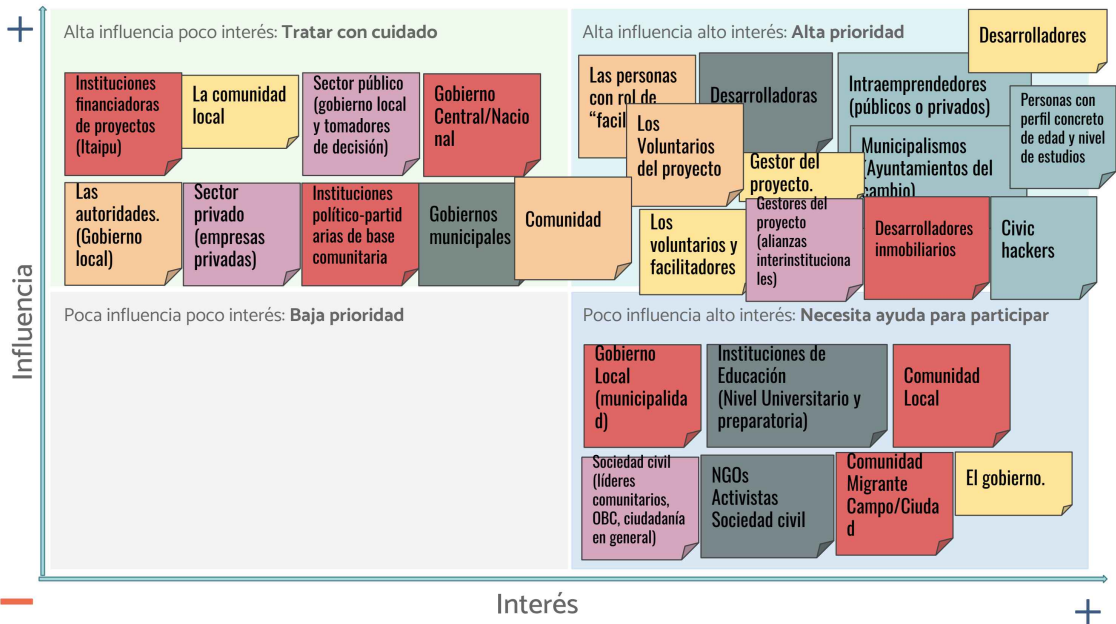 Alta influencia poco interés: Tratar con cuidado
Instituciones
financiadoras
de proyectos
(Itaipu)
La comunidad
local
Sector público
(gobierno local
y tomadores
de decisión)
Gobierno
Central/Nacio
nal
Las
autoridades.
(Gobierno
local)
Sector
privado
(empresas
privadas)
Instituciones
político-partid
arias de base
comunitaria
Gobiernos
municipales
Comunidad
Alta influencia alto interés: Alta prioridad
Desarrolladores
Las personas
con rol de
“facil
Desarrolladoras
Intraemprendedores
(públicos o privados)
Personas con
perfil concreto
de edad y nivel
de estudios
Los
Voluntarios
del proyecto
Municipalismos
(Ayuntamientos del
cambio)
Gestor del
proyecto.
Los
voluntarios y
facilitadores
Gestores del
proyecto
(alianzas
interinstituciona
les)
Desarrolladores
inmobiliarios
Civic
hackers
Poca influencia poco interés: Baja prioridad
Poco influencia alto interés: Necesita ayuda para participar
Gobierno
Local
(municipalida
d)
Instituciones de
Educación
(Nivel Universitario y
preparatoria)
Comunidad
Local
Sociedad civil
(líderes
comunitarios,
OBC, ciudadanía
en general)
NGOs
Activistas
Sociedad civil
Comunidad
Migrante
Campo/Ciuda
d
El gobierno.
Influencia
Interés